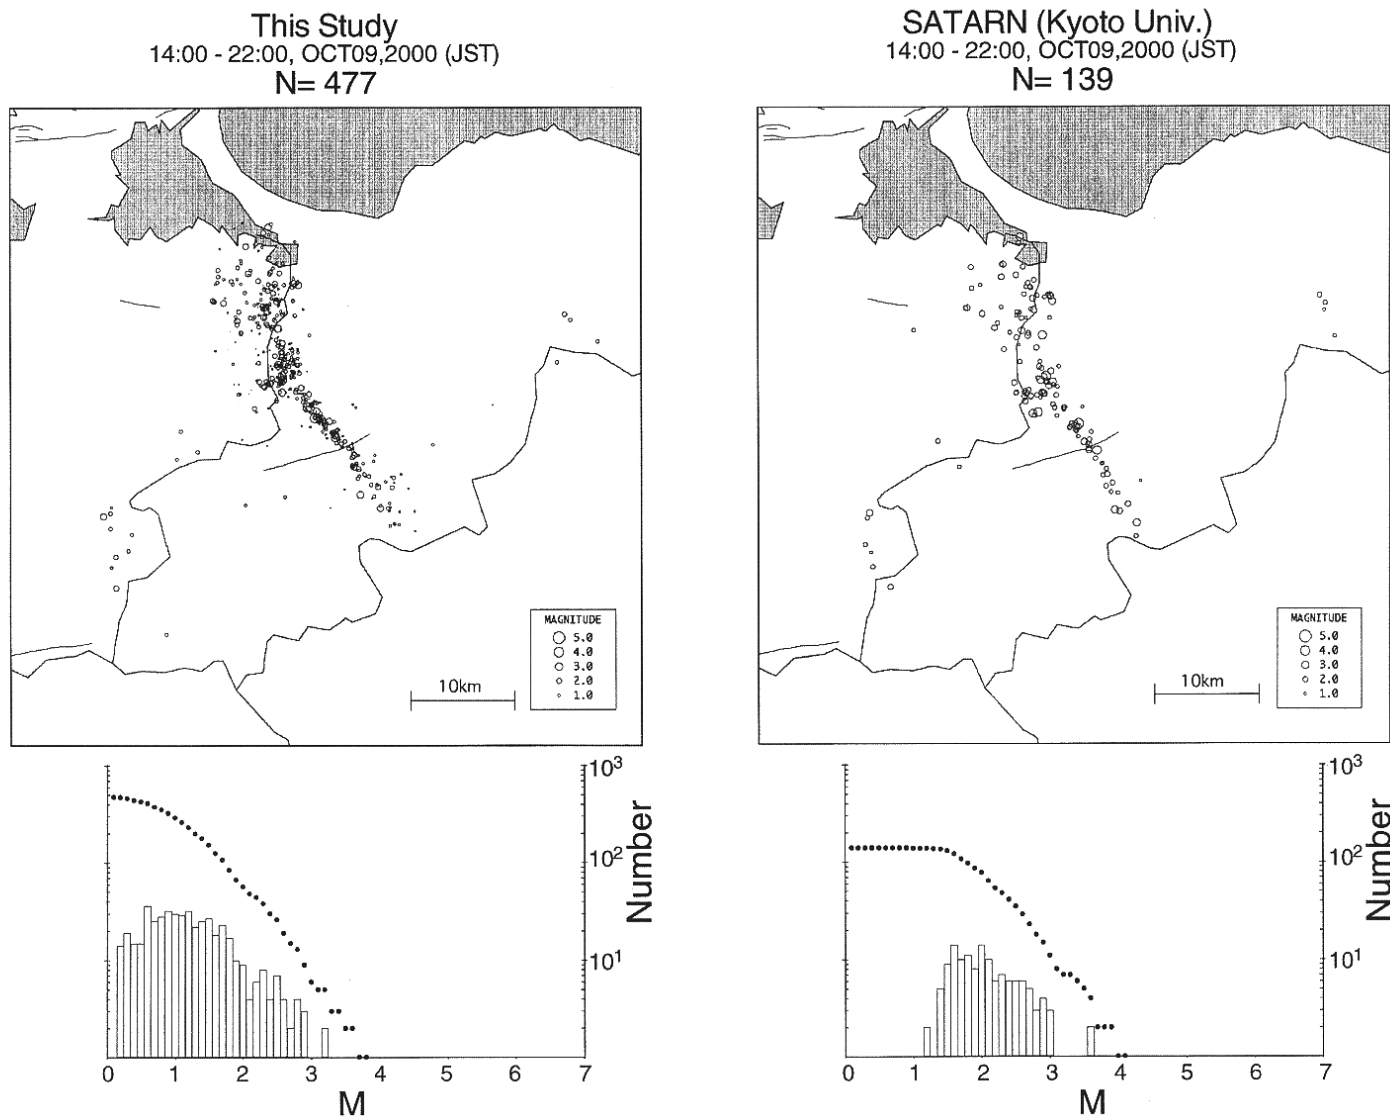 This Study
14:00 - 22:00, OCT09,2000 (JST)
N= 477
MAGNITUDE
5.0
4.0
3.0
2.0
1.0
10km
10³
10²
10¹
Number
0 1 2 3 4 5 6 7
M
SATARN (Kyoto Univ.)
14:00 - 22:00, OCT09,2000 (JST)
N= 139
MAGNITUDE
5.0
4.0
3.0
2.0
1.0
10km
10³
10²
10¹
Number
0 1 2 3 4 5 6 7
M